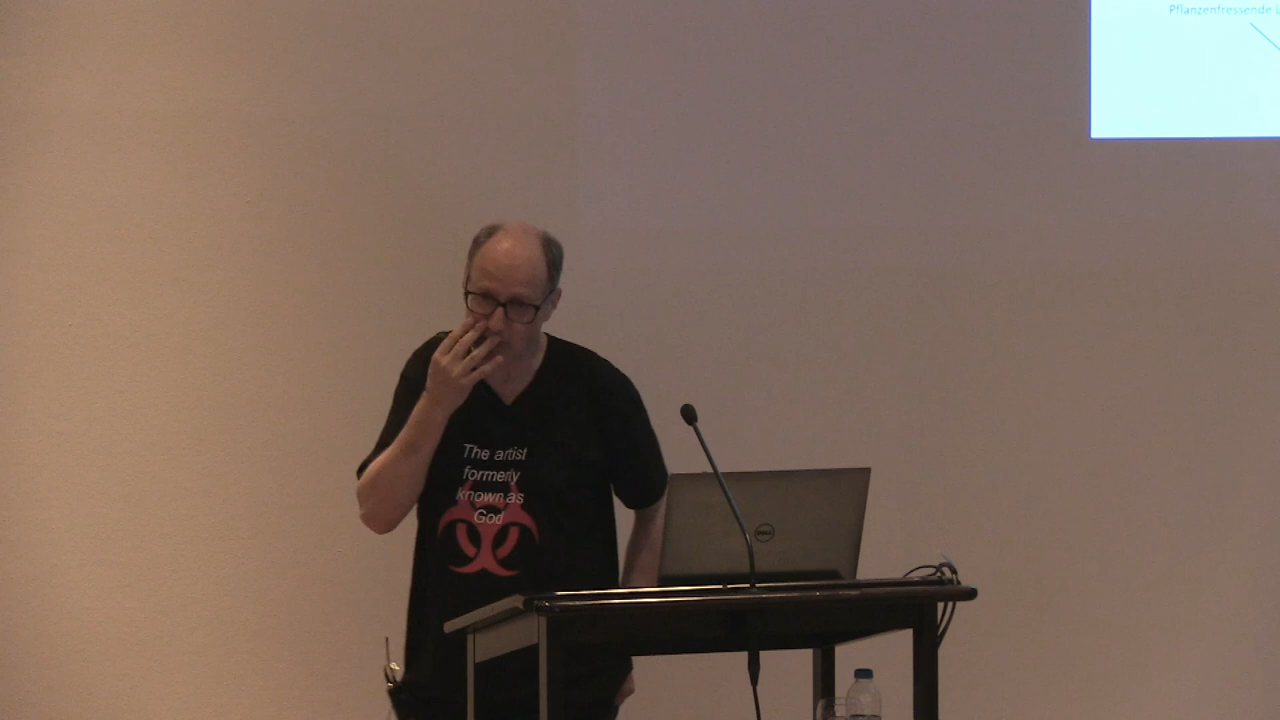 Pflanzenfressende
The artist
formerly
known as
God
DELL